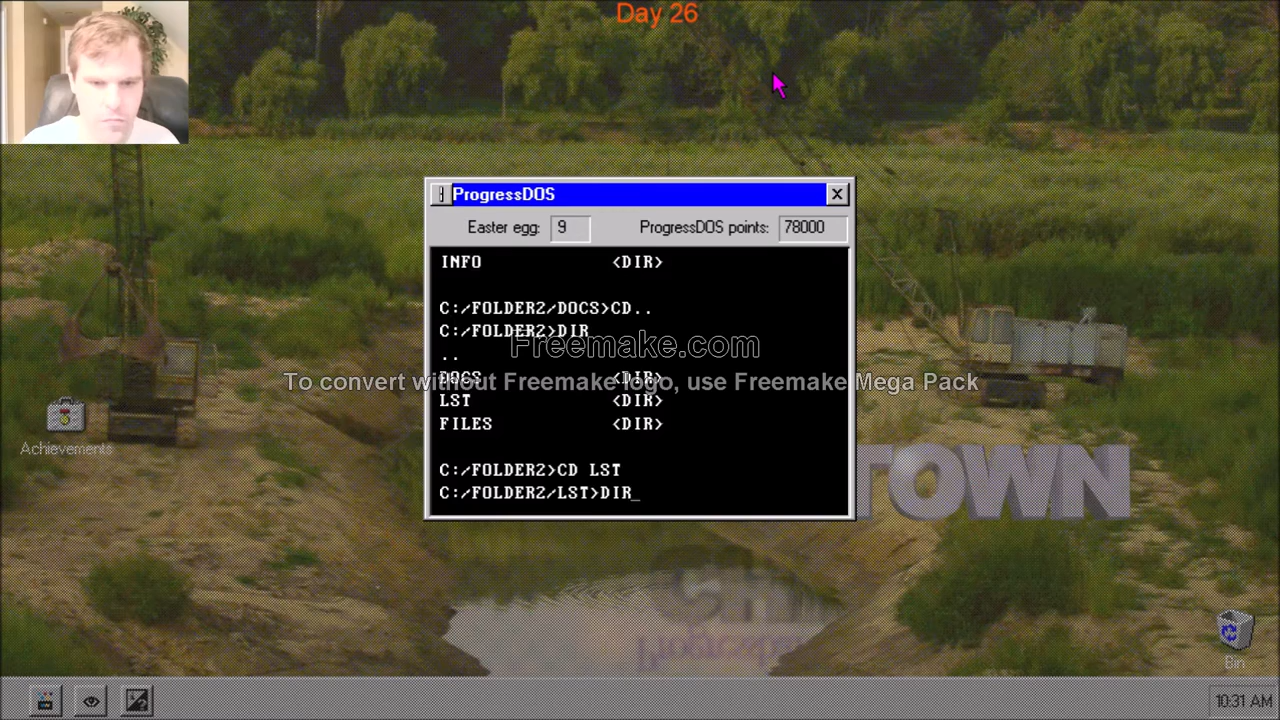 Day 26
ProgressDOS
Easter egg: 9 ProgressDOS points: 78000
INFO <DIR>
C:/FOLDER2/DOCS>CD..
C:/FOLDER2>DIR
..
Freemake.com
DOCS <DIR>
To convert without Freemake logo, use Freemake Mega Pack
LST <DIR>
FILES <DIR>
C:/FOLDER2>CD LST
C:/FOLDER2/LST>DIR_
Achievements
TOWN
Bin
10:31 AM